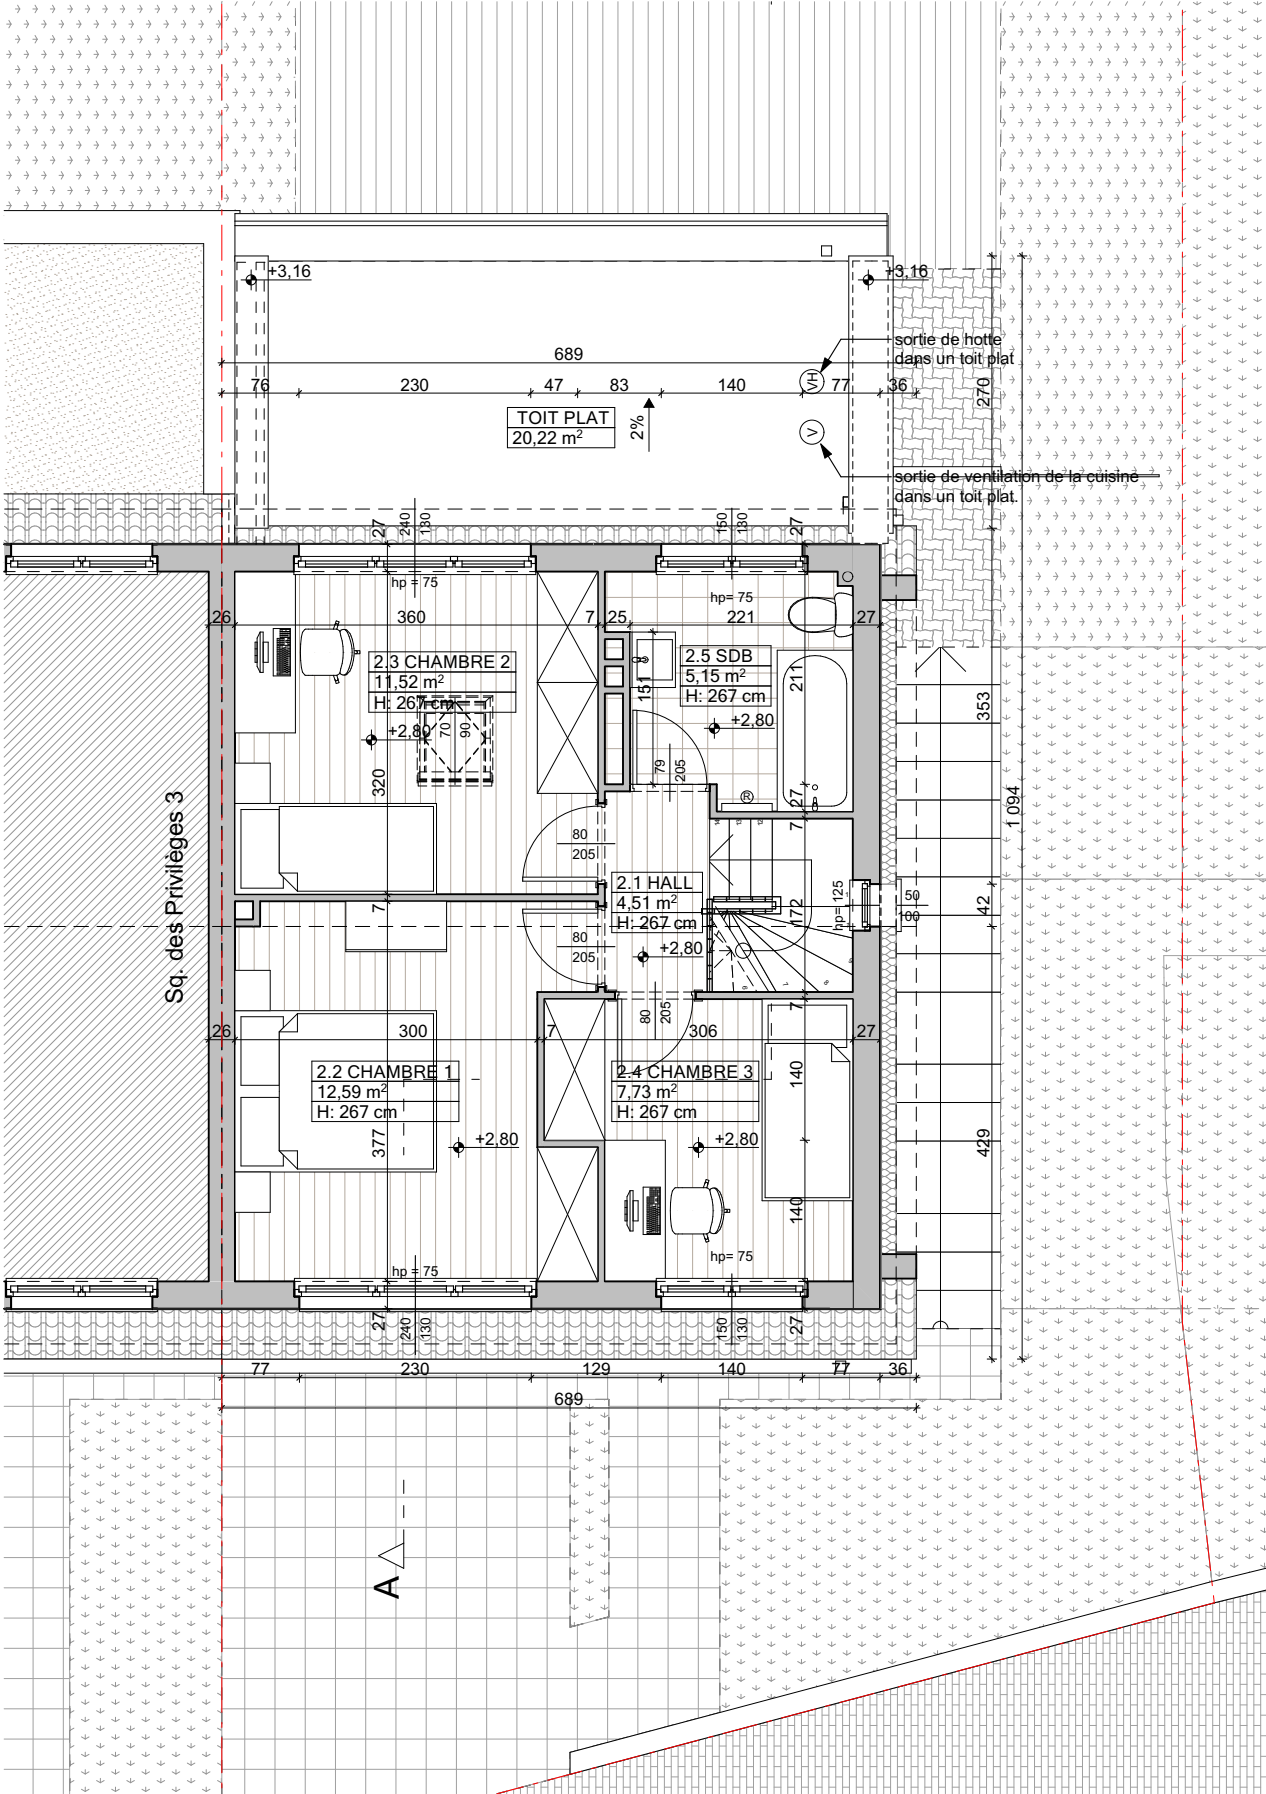 +3,16
+3,16
sortie de hotte
dans un toit plat
689
76
230
47
83
140
77
36
VH
270
TOIT PLAT
20,22 m²
2%
V
sortie de ventilation de la cuisine
dans un toit plat.
27
240
130
150
130
27
hp = 75
hp= 75
26
360
7
25
221
27
2.3 CHAMBRE 2
11,52 m²
H: 267 cm
2.5 SDB
5,15 m²
H: 267 cm
151
211
353
+2,80
70
90
+2,80
320
79
205
R
27
7
1 094
Sq. des Privilèges 3
80
205
14
13
12
2.1 HALL
4,51 m²
H: 267 cm
hp= 125
50
100
42
7
172
80
205
+2,80
9
8
7
6
80
205
7
26
300
7
306
27
2.2 CHAMBRE 1
12,59 m²
H: 267 cm
2.4 CHAMBRE 3
7,73 m²
H: 267 cm
140
377
+2,80
+2,80
429
140
hp = 75
hp= 75
27
240
130
150
130
27
77
230
129
140
77
36
689
A